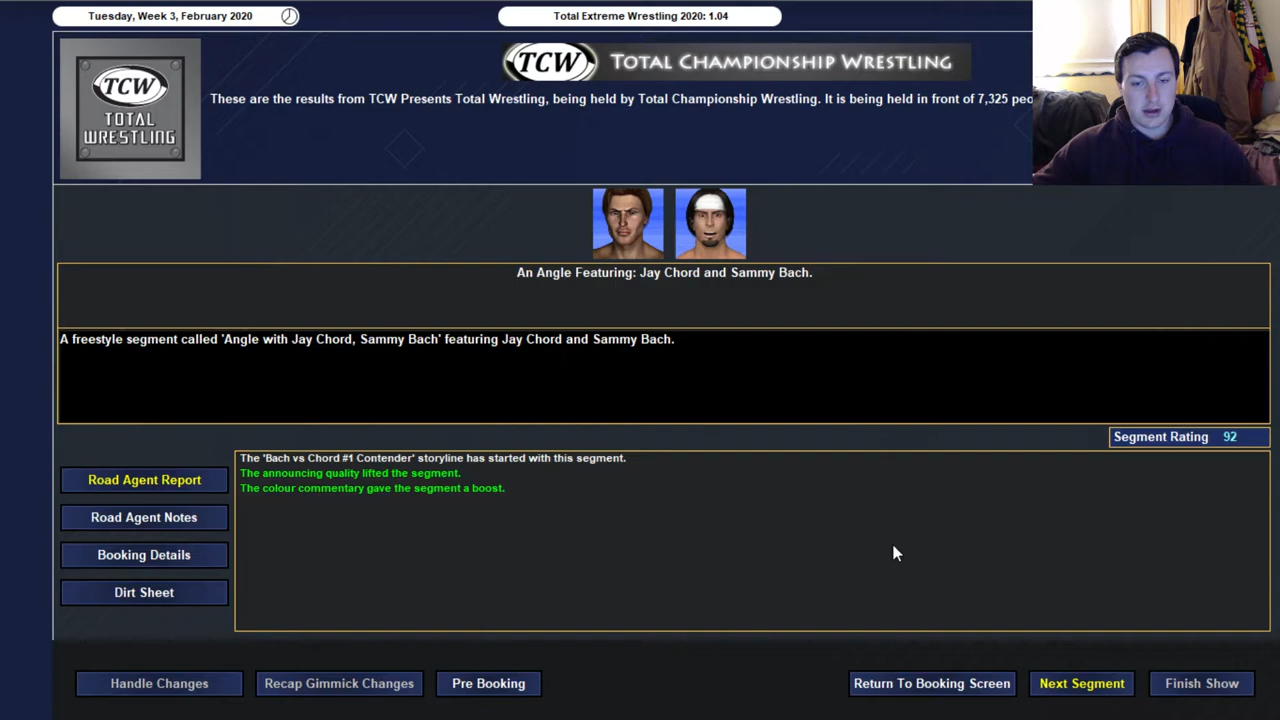 Tuesday, Week 3, February 2020
Total Extreme Wrestling 2020: 1.04
TCW
TOTAL
WRESTLING
TCW TOTAL CHAMPIONSHIP WRESTLING
These are the results from TCW Presents Total Wrestling, being held by Total Championship Wrestling. It is being held in front of 7,325
An Angle Featuring: Jay Chord and Sammy Bach.
A freestyle segment called 'Angle with Jay Chord, Sammy Bach' featuring Jay Chord and Sammy Bach.
Segment Rating 92
Road Agent Report
Road Agent Notes
Booking Details
Dirt Sheet
The 'Bach vs Chord #1 Contender' storyline has started with this segment.
The announcing quality lifted the segment.
The colour commentary gave the segment a boost.
Handle Changes
Recap Gimmick Changes
Pre Booking
Return To Booking Screen
Next Segment
Finish Show